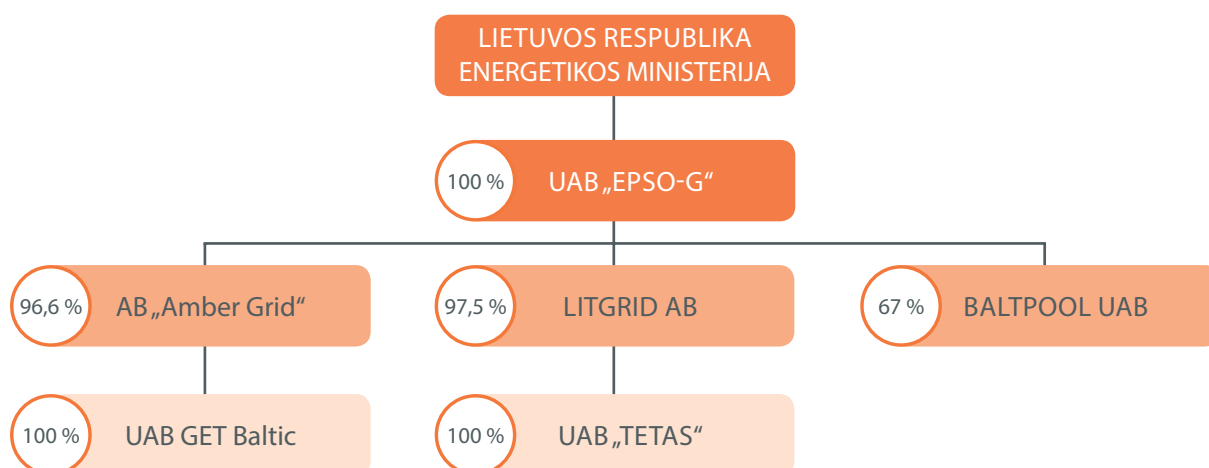 LIETUVOS RESPUBLIKA
ENERGETIKOS MINISTERIJA
100 %
UAB „EPSO-G“
96,6 %
AB „Amber Grid“
97,5 %
LITGRID AB
67 %
BALTPOOL UAB
100 %
UAB GET Baltic
100 %
UAB „TETAS“